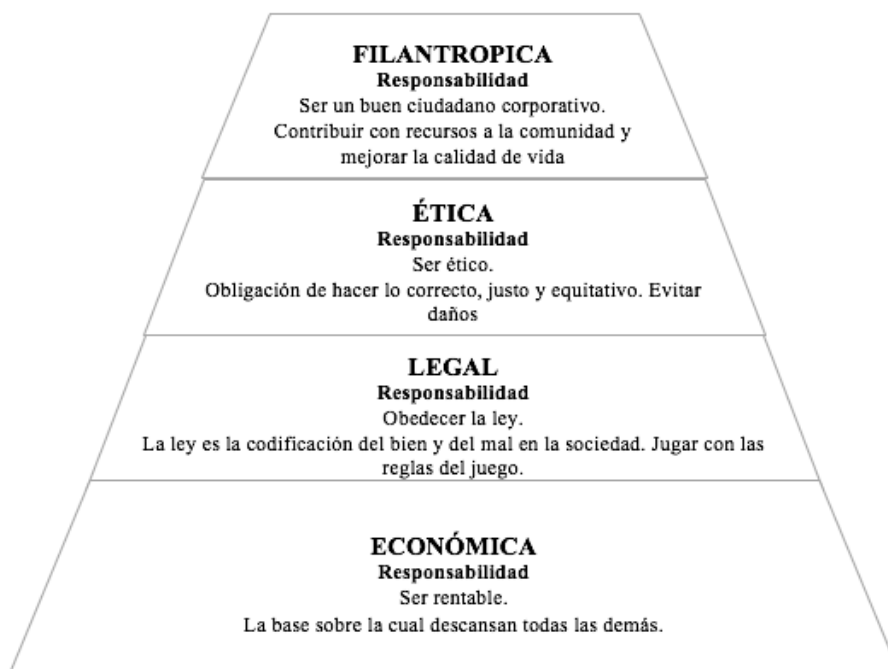 FILANTROPICA
Responsabilidad
Ser un buen ciudadano corporativo.
Contribuir con recursos a la comunidad y
mejorar la calidad de vida
ÉTICA
Responsabilidad
Ser ético.
Obligación de hacer lo correcto, justo y equitativo. Evitar
daños
LEGAL
Responsabilidad
Obedecer la ley.
La ley es la codificación del bien y del mal en la sociedad. Jugar con las
reglas del juego.
ECONÓMICA
Responsabilidad
Ser rentable.
La base sobre la cual descansan todas las demás.